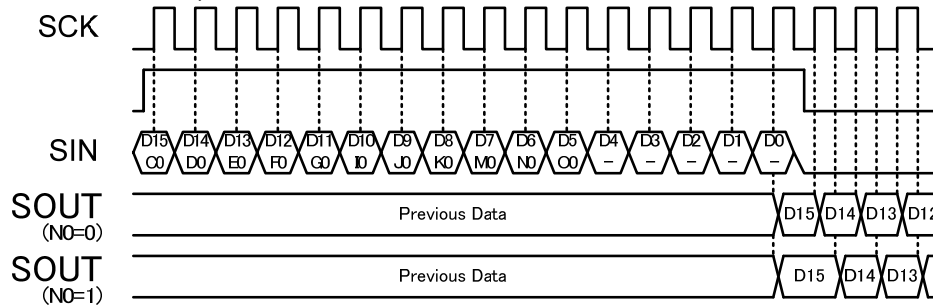 SCK
SIN
D15 D14 D13 D12 D11 D10 D9 D8 D7 D6 D5 D4 D3 D2 D1 D0
C0 D0 E0 F0 G0 I0 J0 K0 M0 N0 O0 - - - - -
SOUT
(N0=0)
Previous Data D15 D14 D13 D12
SOUT
(N0=1)
Previous Data D15 D14 D13